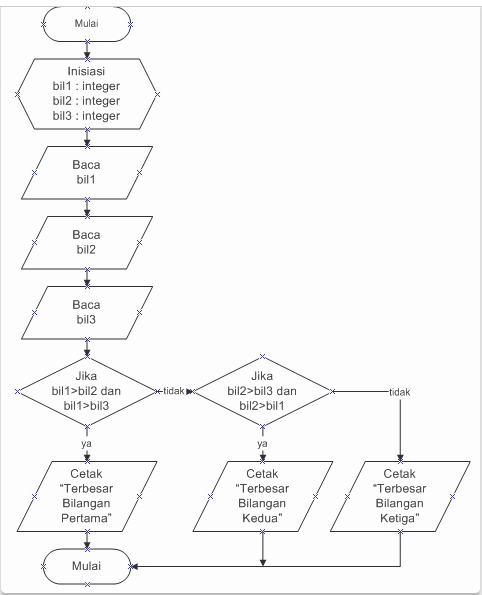 Mulai
Inisiasi
bil1 : integer
bil2 : integer
bil3 : integer
Baca
bil1
Baca
bil2
Baca
bil3
Jika
bil1>bil2 dan
bil1>bil3
tidak
Jika
bil2>bil3 dan
bil2>bil1
tidak
ya
ya
Cetak
“Terbesar
Bilangan
Pertama”
Cetak
“Terbesar
Bilangan
Kedua”
Cetak
“Terbesar
Bilangan
Ketiga”
Mulai